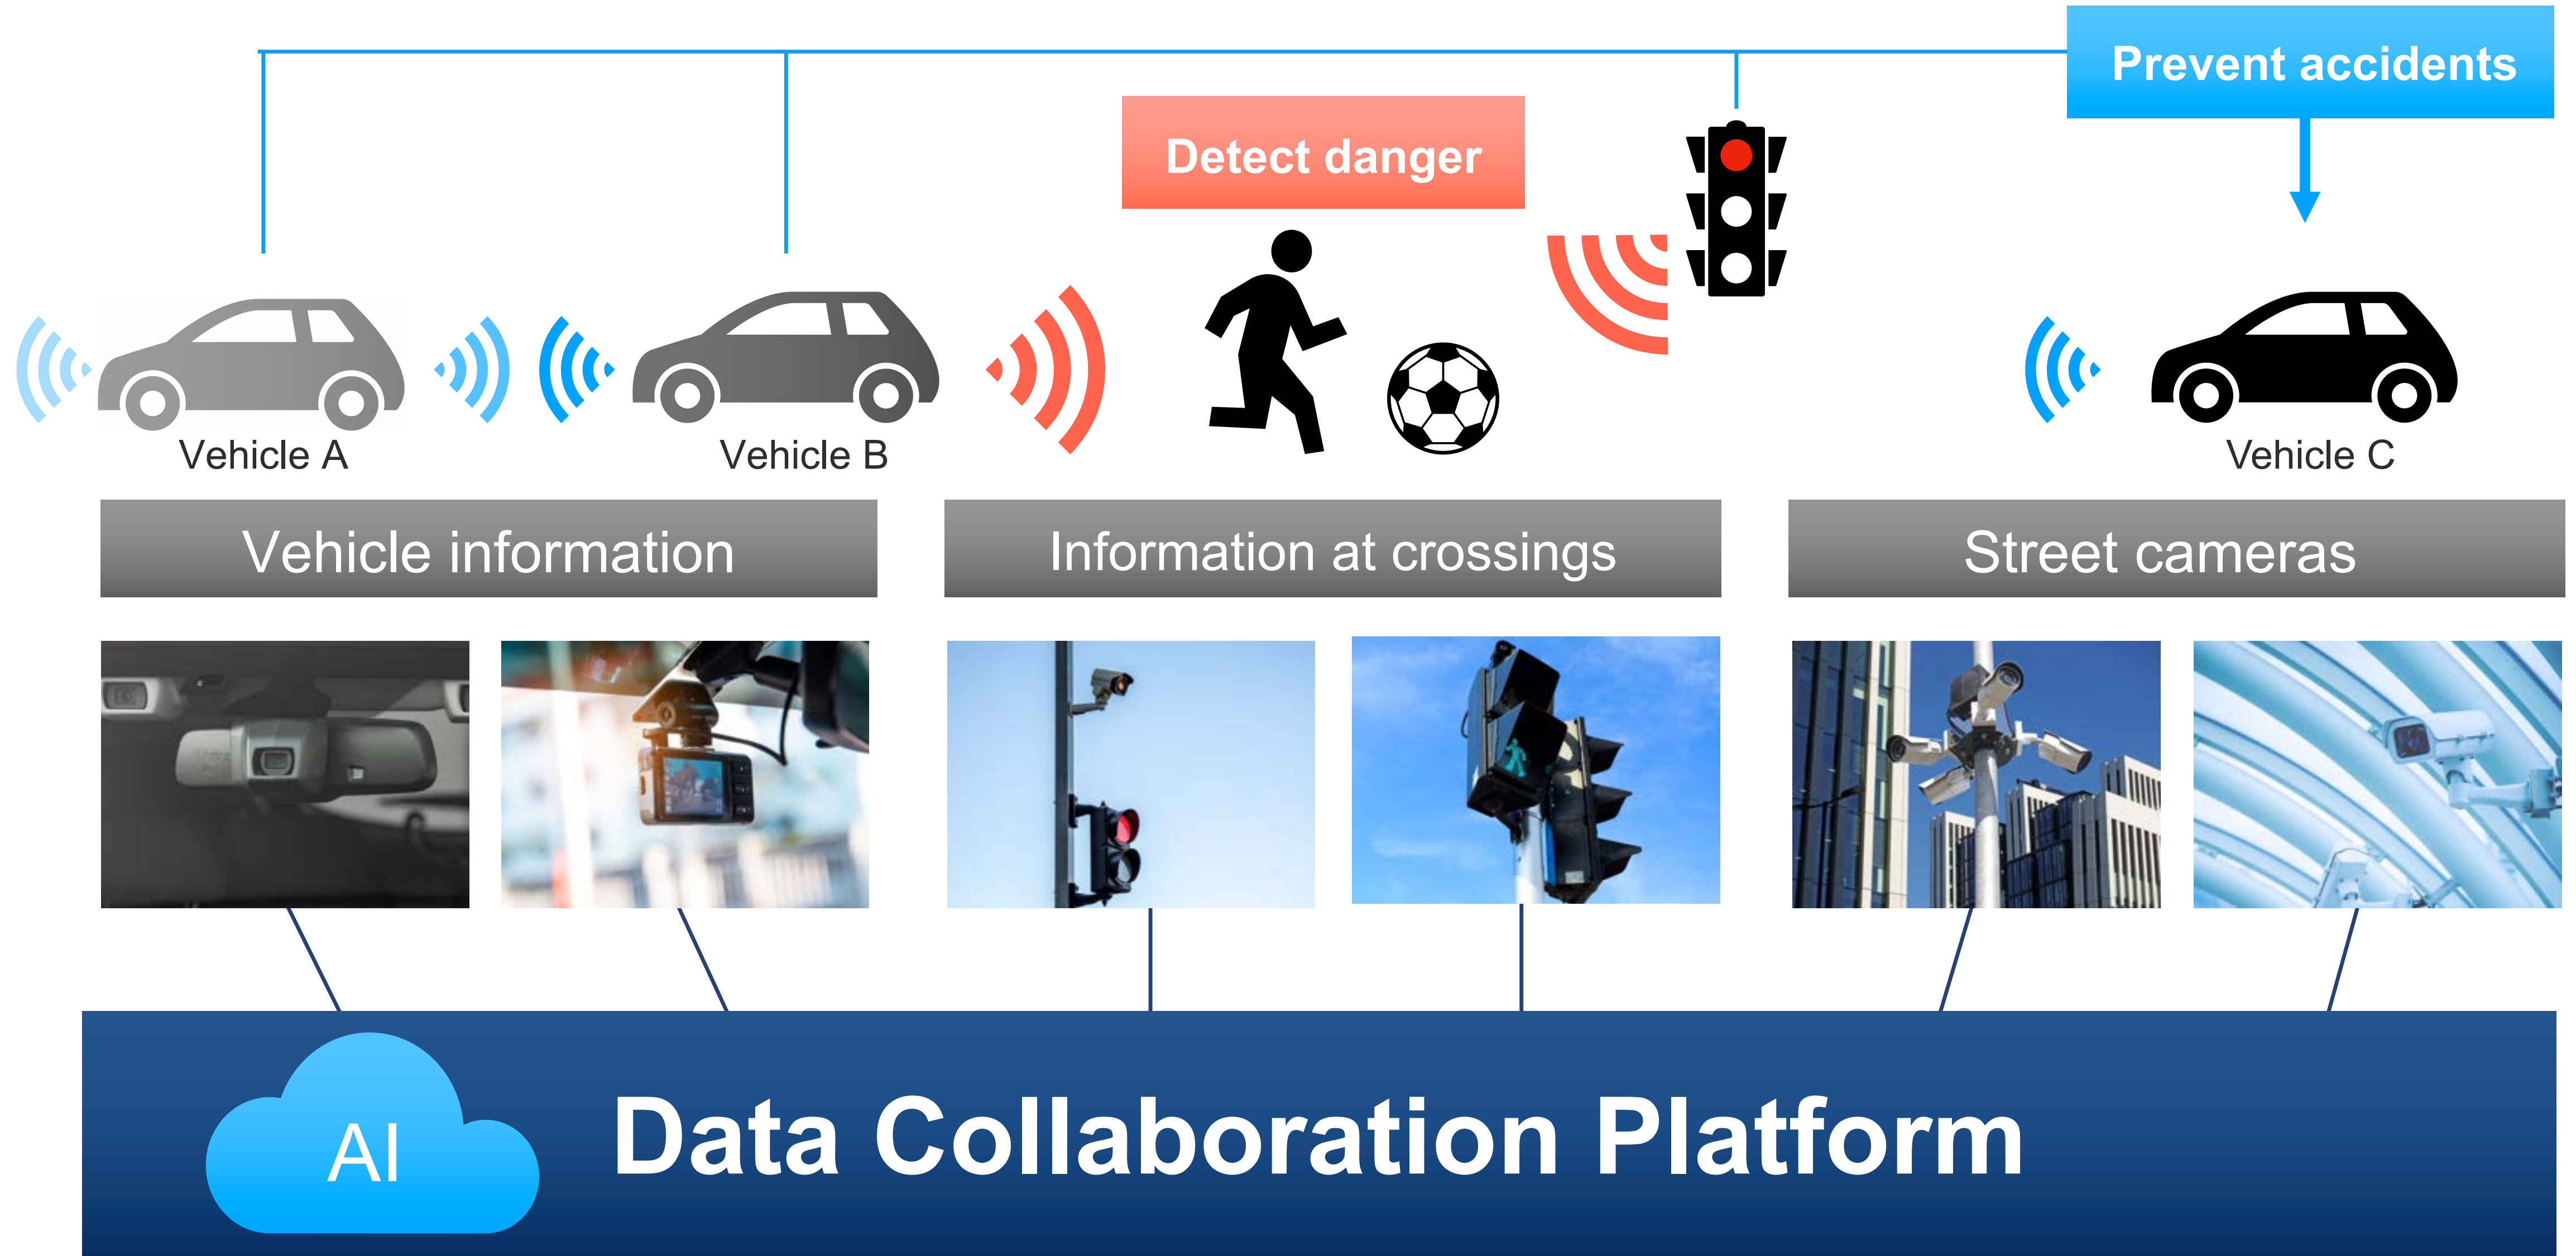 Prevent accidents
Detect danger
Vehicle A
Vehicle B
Vehicle C
Vehicle information
Information at crossings
Street cameras
AI
Data Collaboration Platform